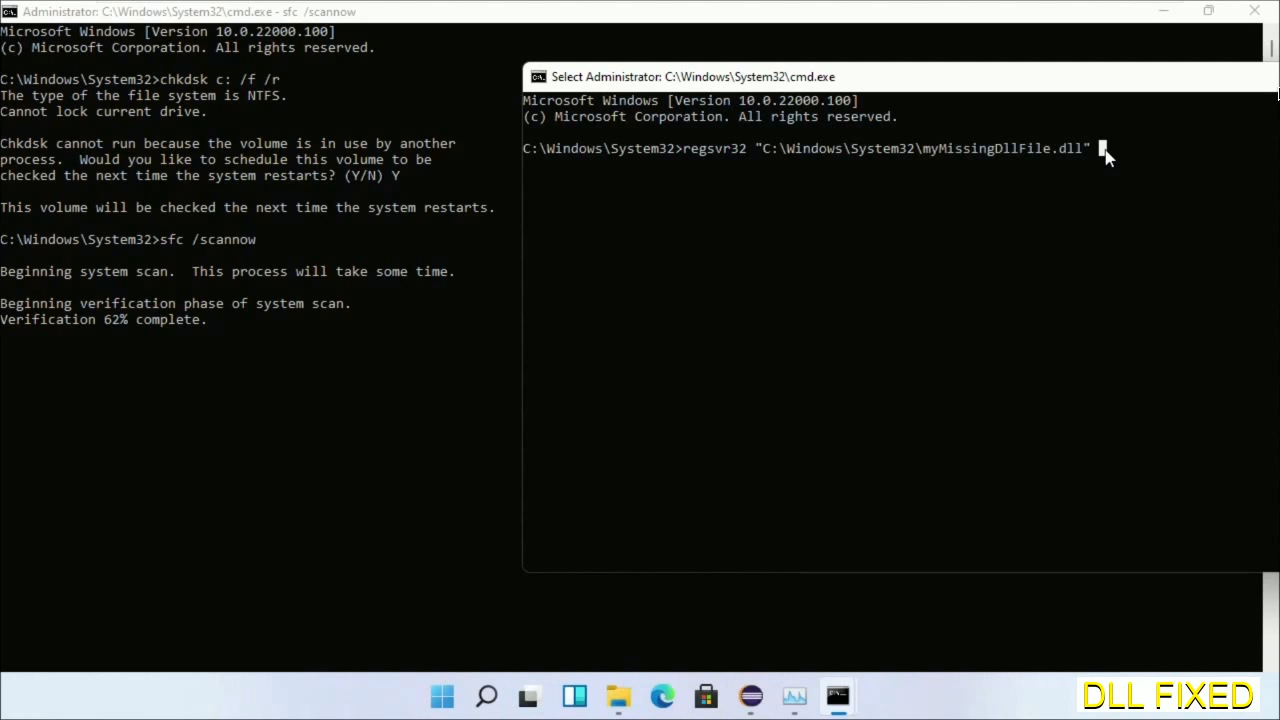 Administrator: C:\Windows\System32\cmd.exe - sfc /scannow
Microsoft Windows [Version 10.0.22000.100]
(c) Microsoft Corporation. All rights reserved.
C:\Windows\System32>chkdsk c: /f /r
The type of the file system is NTFS.
Cannot lock current drive.
Chkdsk cannot run because the volume is in use by another
process.  Would you like to schedule this volume to be
checked the next time the system restarts? (Y/N) Y
This volume will be checked the next time the system restarts.
C:\Windows\System32>sfc /scannow
Beginning system scan.  This process will take some time.
Beginning verification phase of system scan.
Verification 62% complete.
Select Administrator: C:\Windows\System32\cmd.exe
Microsoft Windows [Version 10.0.22000.100]
(c) Microsoft Corporation. All rights reserved.
C:\Windows\System32>regsvr32 "C:\Windows\System32\myMissingDllFile.dll"
DLL FIXED